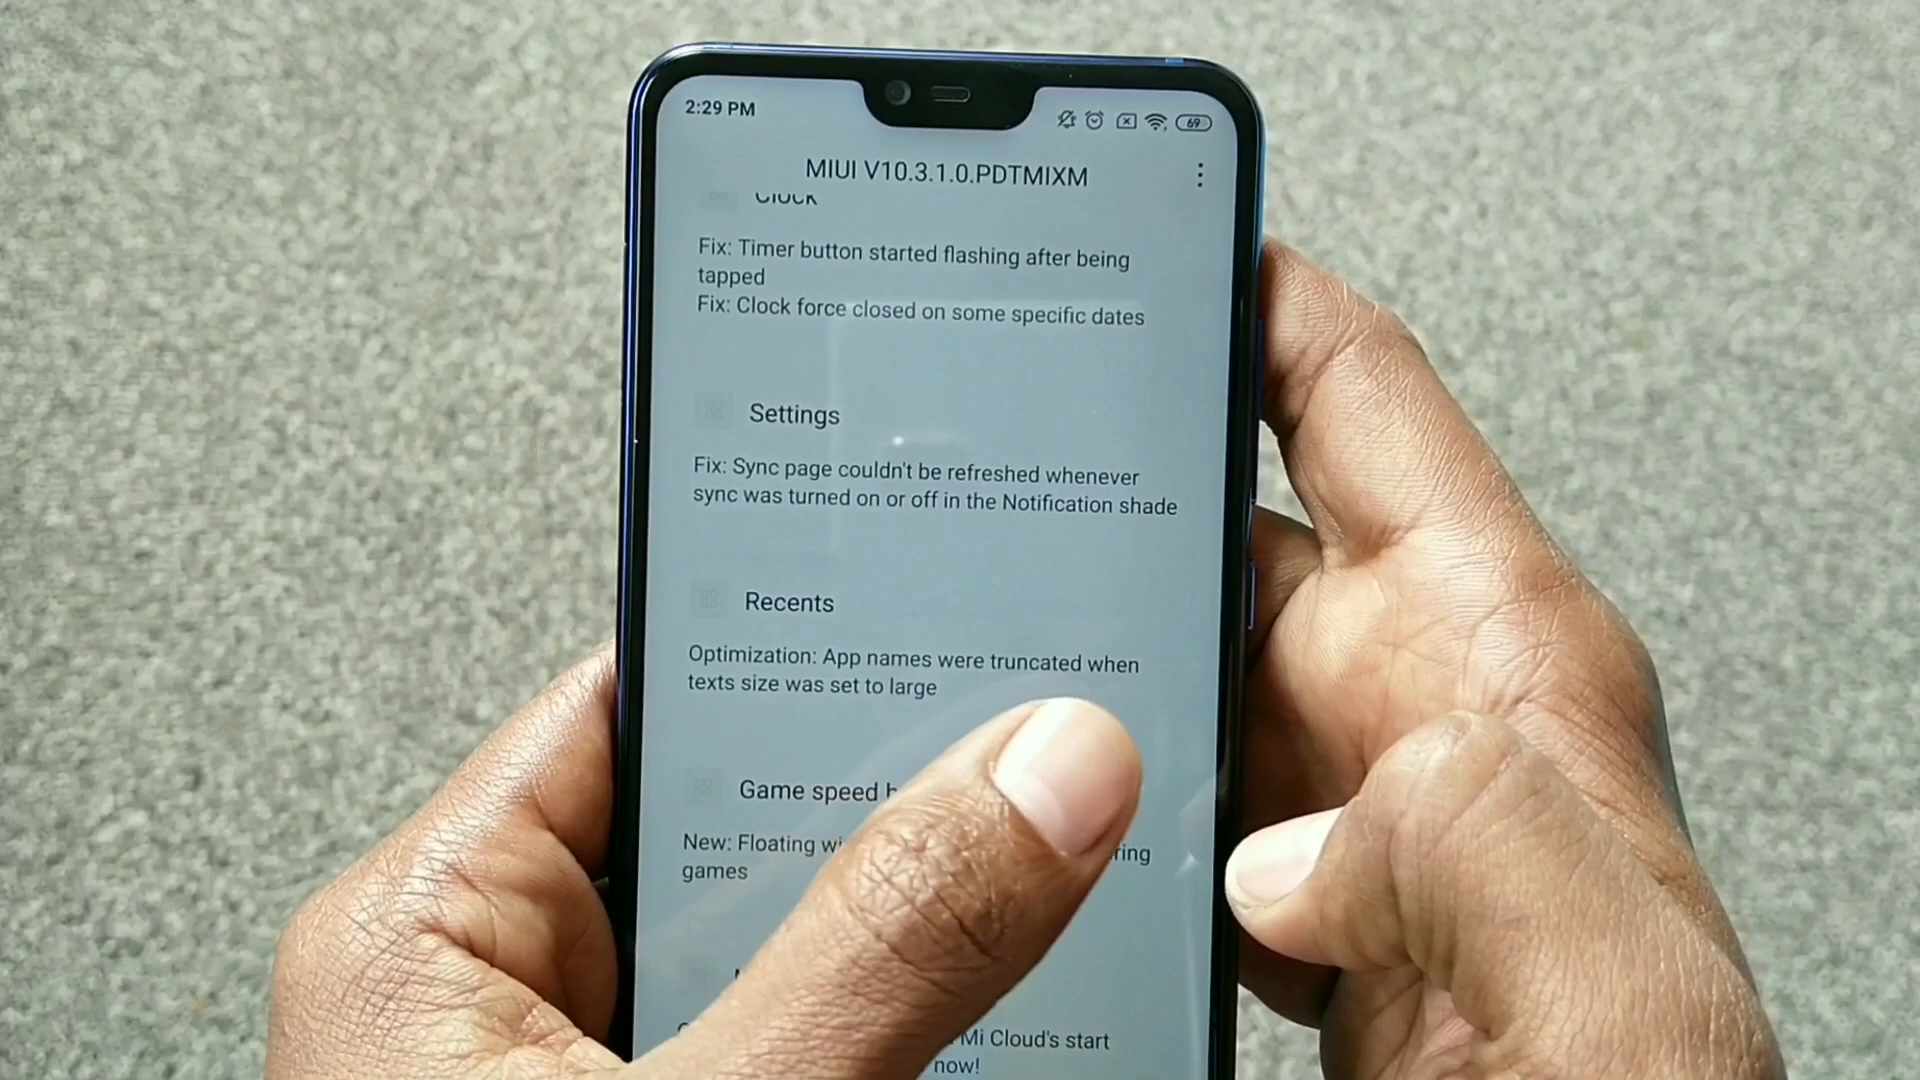 2:29 PM
69
MIUI V10.3.1.0.PDTMIXM
Clock
Fix: Timer button started flashing after being
tapped
Fix: Clock force closed on some specific dates
Settings
Fix: Sync page couldn't be refreshed whenever
sync was turned on or off in the Notification shade
Recents
Optimization: App names were truncated when
texts size was set to large
Game speed
New: Floating
games
Mi Cloud's start
now!